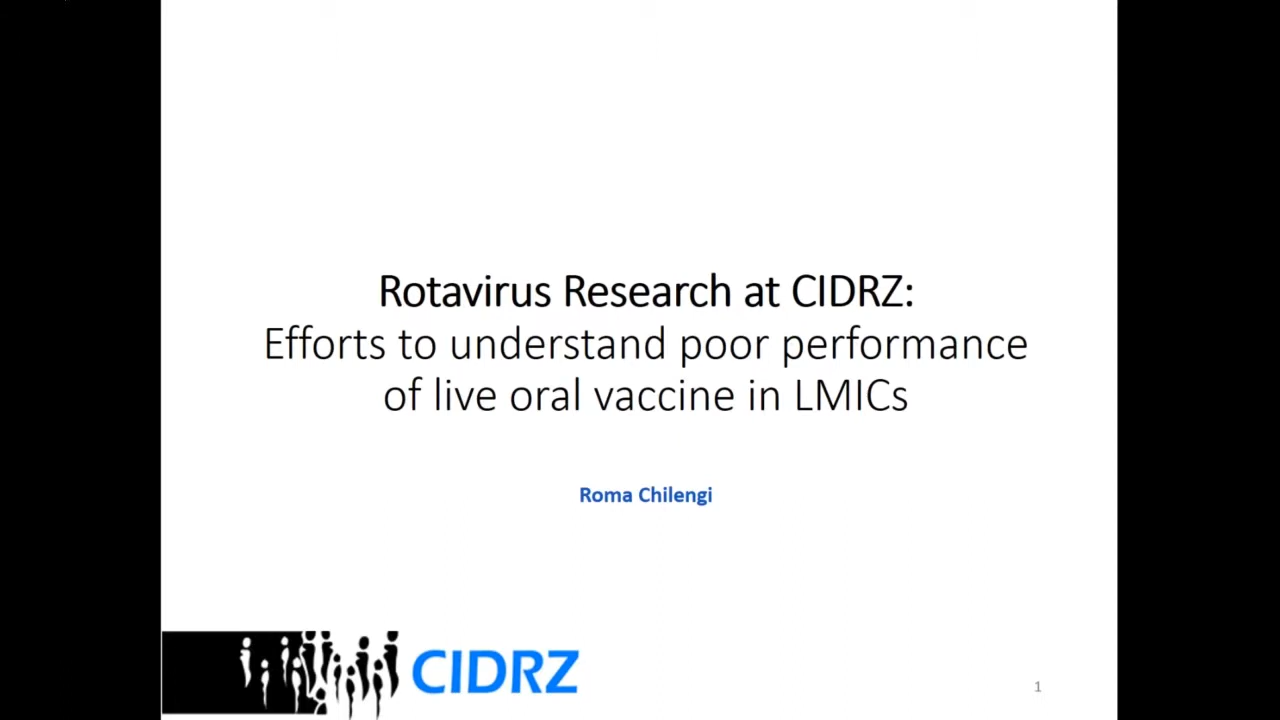 Rotavirus Research at CIDRZ:
Efforts to understand poor performance
of live oral vaccine in LMICs
Roma Chilengi
CIDRZ
1